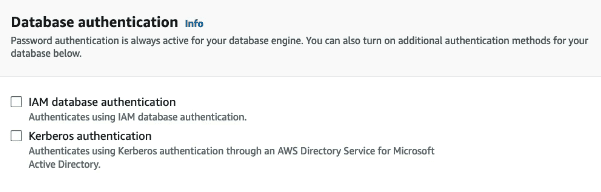 Database authentication Info
Password authentication is always active for your database engine. You can also turn on additional authentication methods for your
database below.
IAM database authentication
Authenticates using IAM database authentication.
Kerberos authentication
Authenticates using Kerberos authentication through an AWS Directory Service for Microsoft
Active Directory.